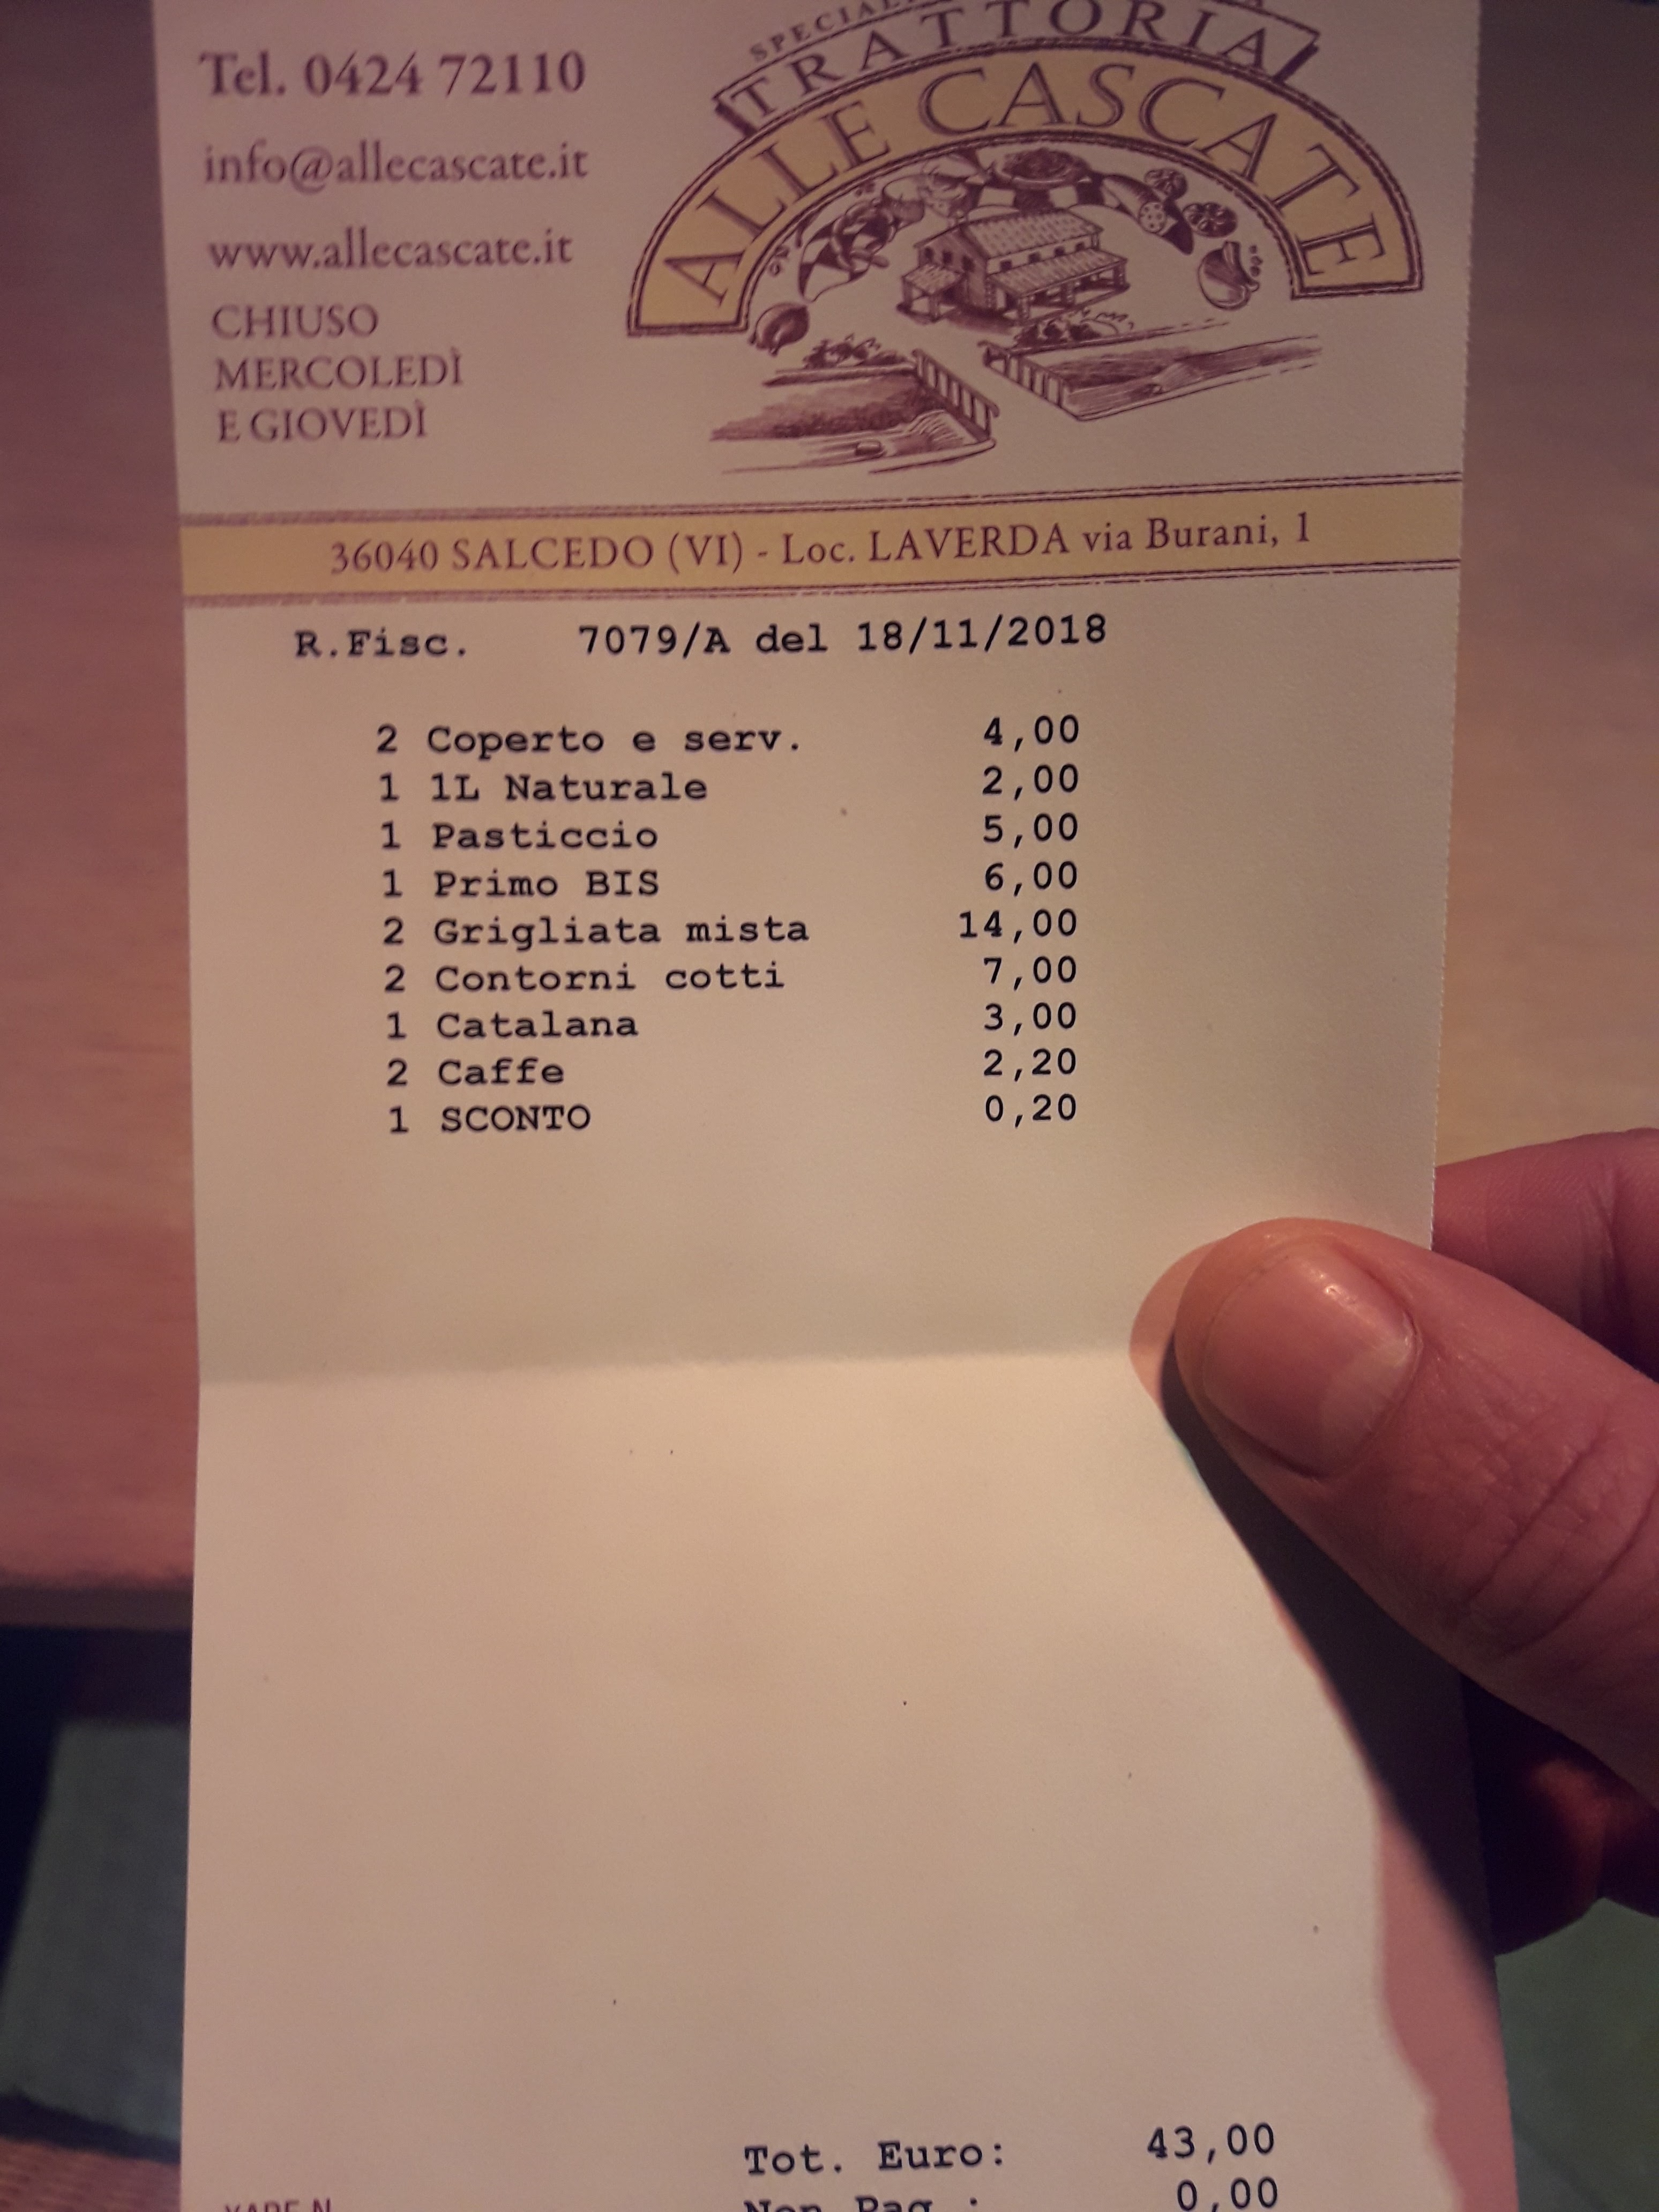 TRATTORIA
ALLE CASCATE
Tel. 0424 72110
info@allecascate.it
www.allecascate.it
CHIUSO
MERCOLEDÌ
E GIOVEDÌ
36040 SALCEDO (VI) - Loc. LAVERDA via Burani, 1
R.Fisc. 7079/A del 18/11/2018
2 Coperto e serv. 4,00
1 1L Naturale 2,00
1 Pasticcio 5,00
1 Primo BIS 6,00
2 Grigliata mista 14,00
2 Contorni cotti 7,00
1 Catalana 3,00
2 Caffe 2,20
1 SCONTO 0,20
Tot. Euro: 43,00
Non Pag.: 0,00